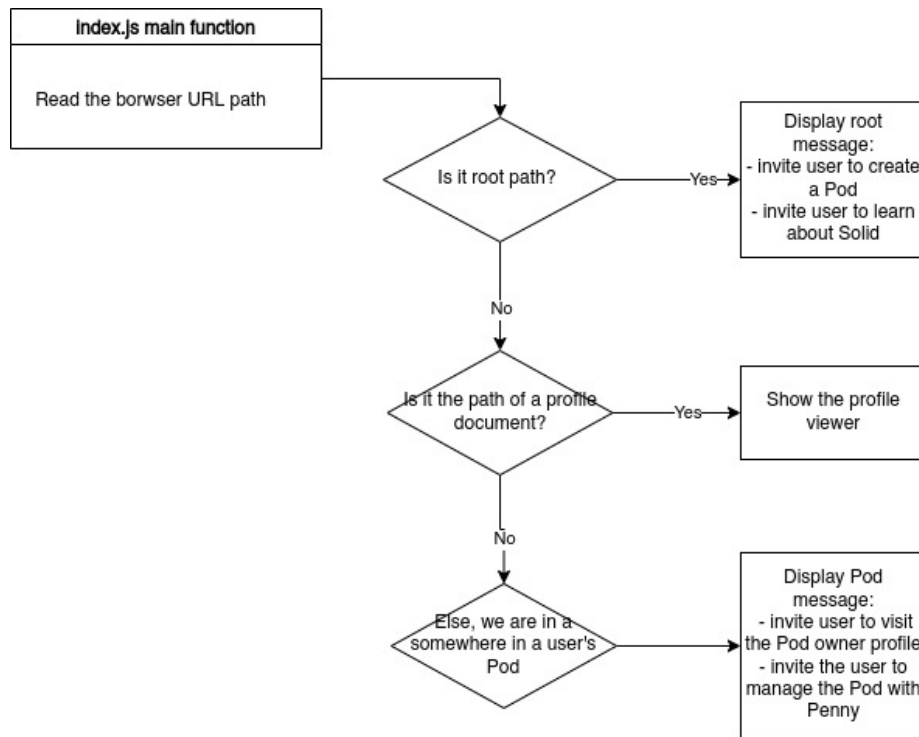 index.js main function
Read the borwser URL path
Is it root path?
Yes
Display root
message:
- invite user to create
a Pod
- invite user to learn
about Solid
No
Is it the path of a profile
document?
Yes
Show the profile
viewer
No
Else, we are in a
somewhere in a user's
Pod
Display Pod
message:
- invite user to visit
the Pod owner profile
- invite the user to
manage the Pod with
Penny